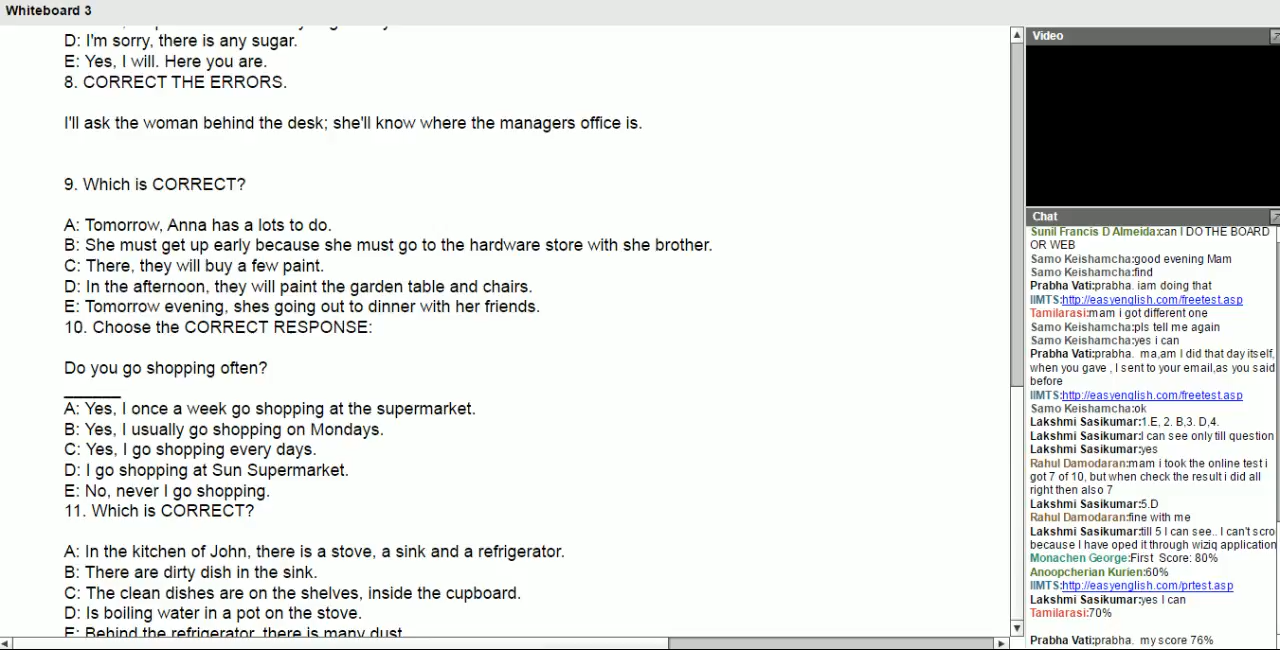 Whiteboard 3
D: I'm sorry, there is any sugar.
E: Yes, I will. Here you are.
8. CORRECT THE ERRORS.
I'll ask the woman behind the desk; she'll know where the managers office is.
9. Which is CORRECT?
A: Tomorrow, Anna has a lots to do.
B: She must get up early because she must go to the hardware store with she brother.
C: There, they will buy a few paint.
D: In the afternoon, they will paint the garden table and chairs.
E: Tomorrow evening, shes going out to dinner with her friends.
10. Choose the CORRECT RESPONSE:
Do you go shopping often?
______
A: Yes, I once a week go shopping at the supermarket.
B: Yes, I usually go shopping on Mondays.
C: Yes, I go shopping every days.
D: I go shopping at Sun Supermarket.
E: No, never I go shopping.
11. Which is CORRECT?
A: In the kitchen of John, there is a stove, a sink and a refrigerator.
B: There are dirty dish in the sink.
C: The clean dishes are on the shelves, inside the cupboard.
D: Is boiling water in a pot on the stove.
E: Behind the refrigerator, there is many dust
Video
Chat
Sunil Francis D Almeida:can I DO THE BOARD
OR WEB
Samo Keishamcha:good evening Mam
Samo Keishamcha:find
Prabha Vati:prabha. iam doing that
IIMTS:http://easyenglish.com/freetest.asp
Tamilarasi:mam i got different one
Samo Keishamcha:pls tell me again
Samo Keishamcha:yes i can
Prabha Vati:prabha. ma,am I did that day itself,
when you gave , I sent to your email,as you said
before
IIMTS:http://easyenglish.com/freetest.asp
Samo Keishamcha:ok
Lakshmi Sasikumar:1.E, 2. B,3. D,4.
Lakshmi Sasikumar:I can see only till question
Lakshmi Sasikumar:yes
Rahul Damodaran:mam i took the online test i
got 7 of 10, but when check the result i did all
right then also 7
Lakshmi Sasikumar:5.D
Rahul Damodaran:fine with me
Lakshmi Sasikumar:till 5 I can see.. I can't scro
because I have oped it through wiziq application
Monachen George:First Score: 80%
Anoopcherian Kurien:60%
IIMTS:http://easyenglish.com/prtest.asp
Lakshmi Sasikumar:yes I can
Tamilarasi:70%
Prabha Vati:prabha. my score 76%